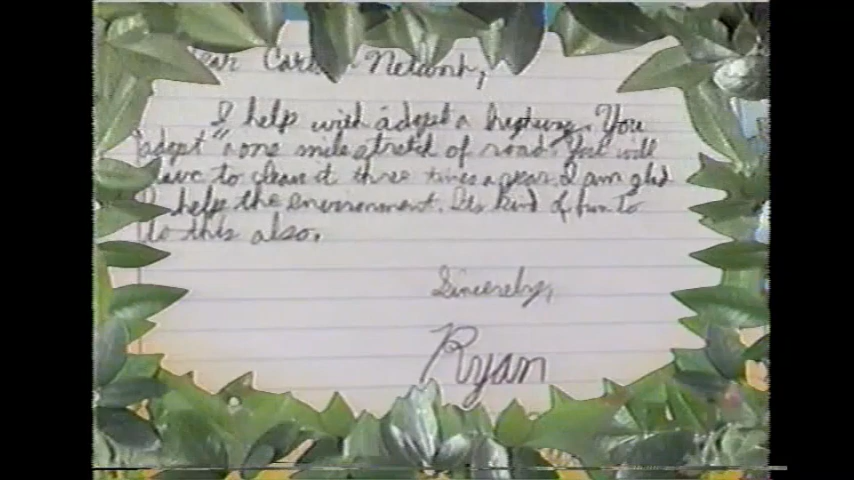 Dear Cartoon Network,
I help with adopt a highway. You
adopt" a one mile stretch of road. You will
have to clean it three times a year. I am glad
help the environment. Its kind of fun to
do this also.
Sincerely,
Ryan